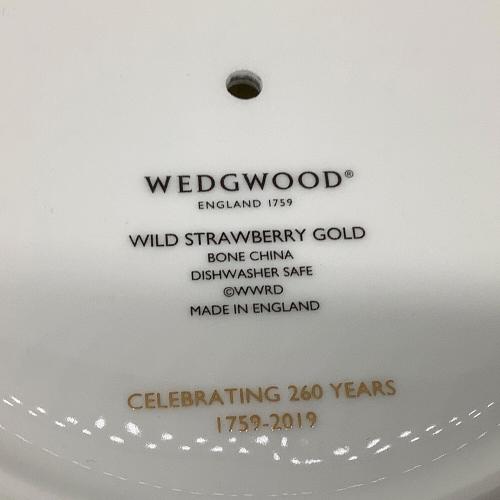 WEDGWOOD®
ENGLAND 1759
WILD STRAWBERRY GOLD
BONE CHINA
DISHWASHER SAFE
©WWRD
MADE IN ENGLAND
CELEBRATING 260 YEARS
1759-2019